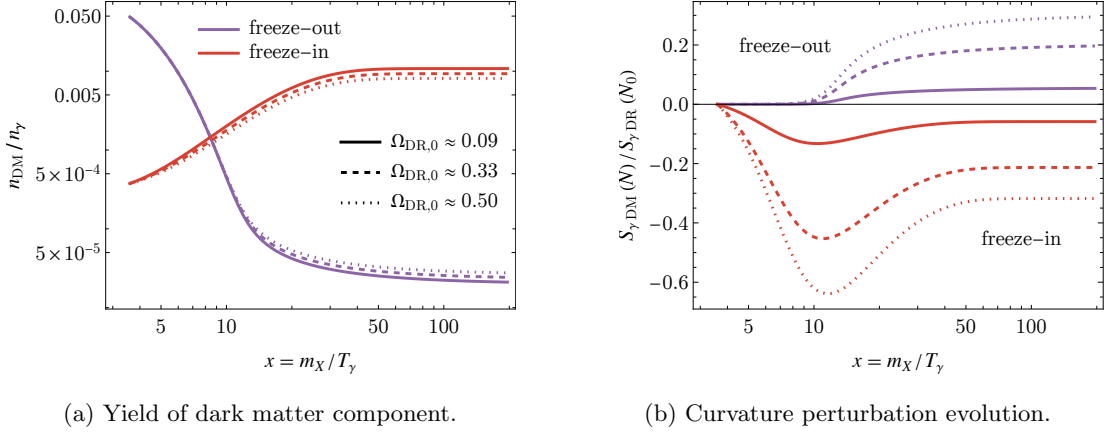 0.050
0.005
5×10⁻⁴
5×10⁻⁵
n_DM/n_γ
freeze-out
freeze-in
Ω_DR,0 ≈ 0.09
Ω_DR,0 ≈ 0.33
Ω_DR,0 ≈ 0.50
5 10 50 100
x = m_X/T_γ
(a) Yield of dark matter component.
0.2
0.0
-0.2
-0.4
-0.6
S_γ DM (N)/S_γ DR (N_0)
freeze-out
freeze-in
5 10 50 100
x = m_X/T_γ
(b) Curvature perturbation evolution.